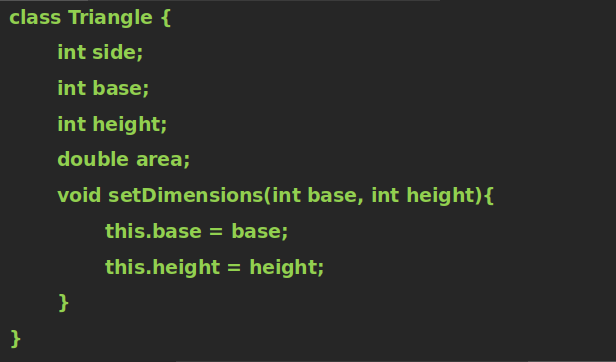 class Triangle {
int side;
int base;
int height;
double area;
void setDimensions(int base, int height){
this.base = base;
this.height = height;
}
}